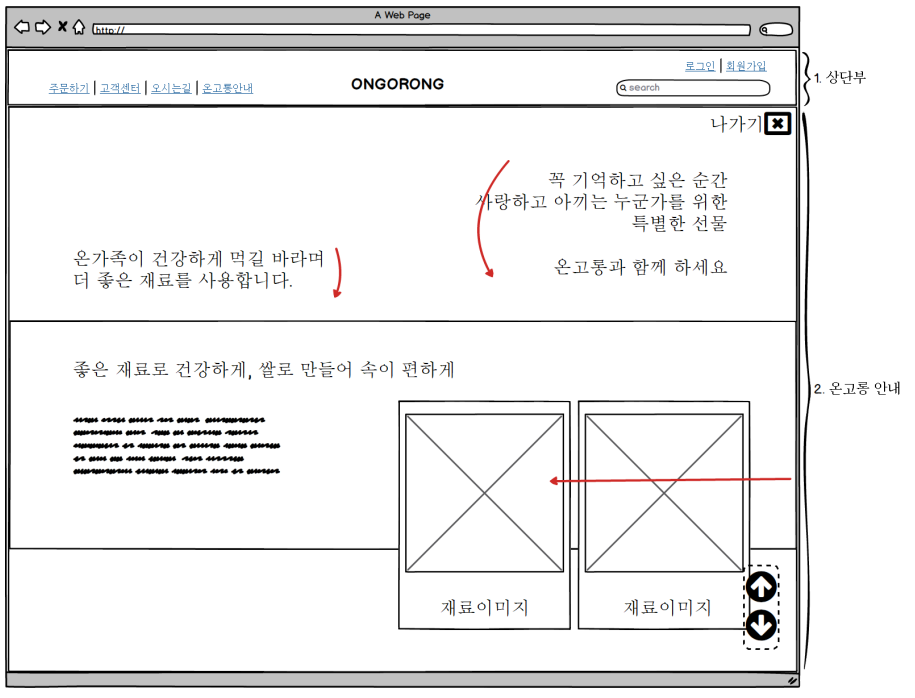 A Web Page
http://
로그인 | 회원가입
주문하기 | 고객센터 | 오시는길 | 온고롱안내
ONGORONG
search
1. 상단부
나가기
꼭 기억하고 싶은 순간
사랑하고 아끼는 누군가를 위한
특별한 선물
온고롱과 함께 하세요
온가족이 건강하게 먹길 바라며
더 좋은 재료를 사용합니다.
좋은 재료로 건강하게, 쌀로 만들어 속이 편하게
2. 온고롱 안내
재료이미지
재료이미지